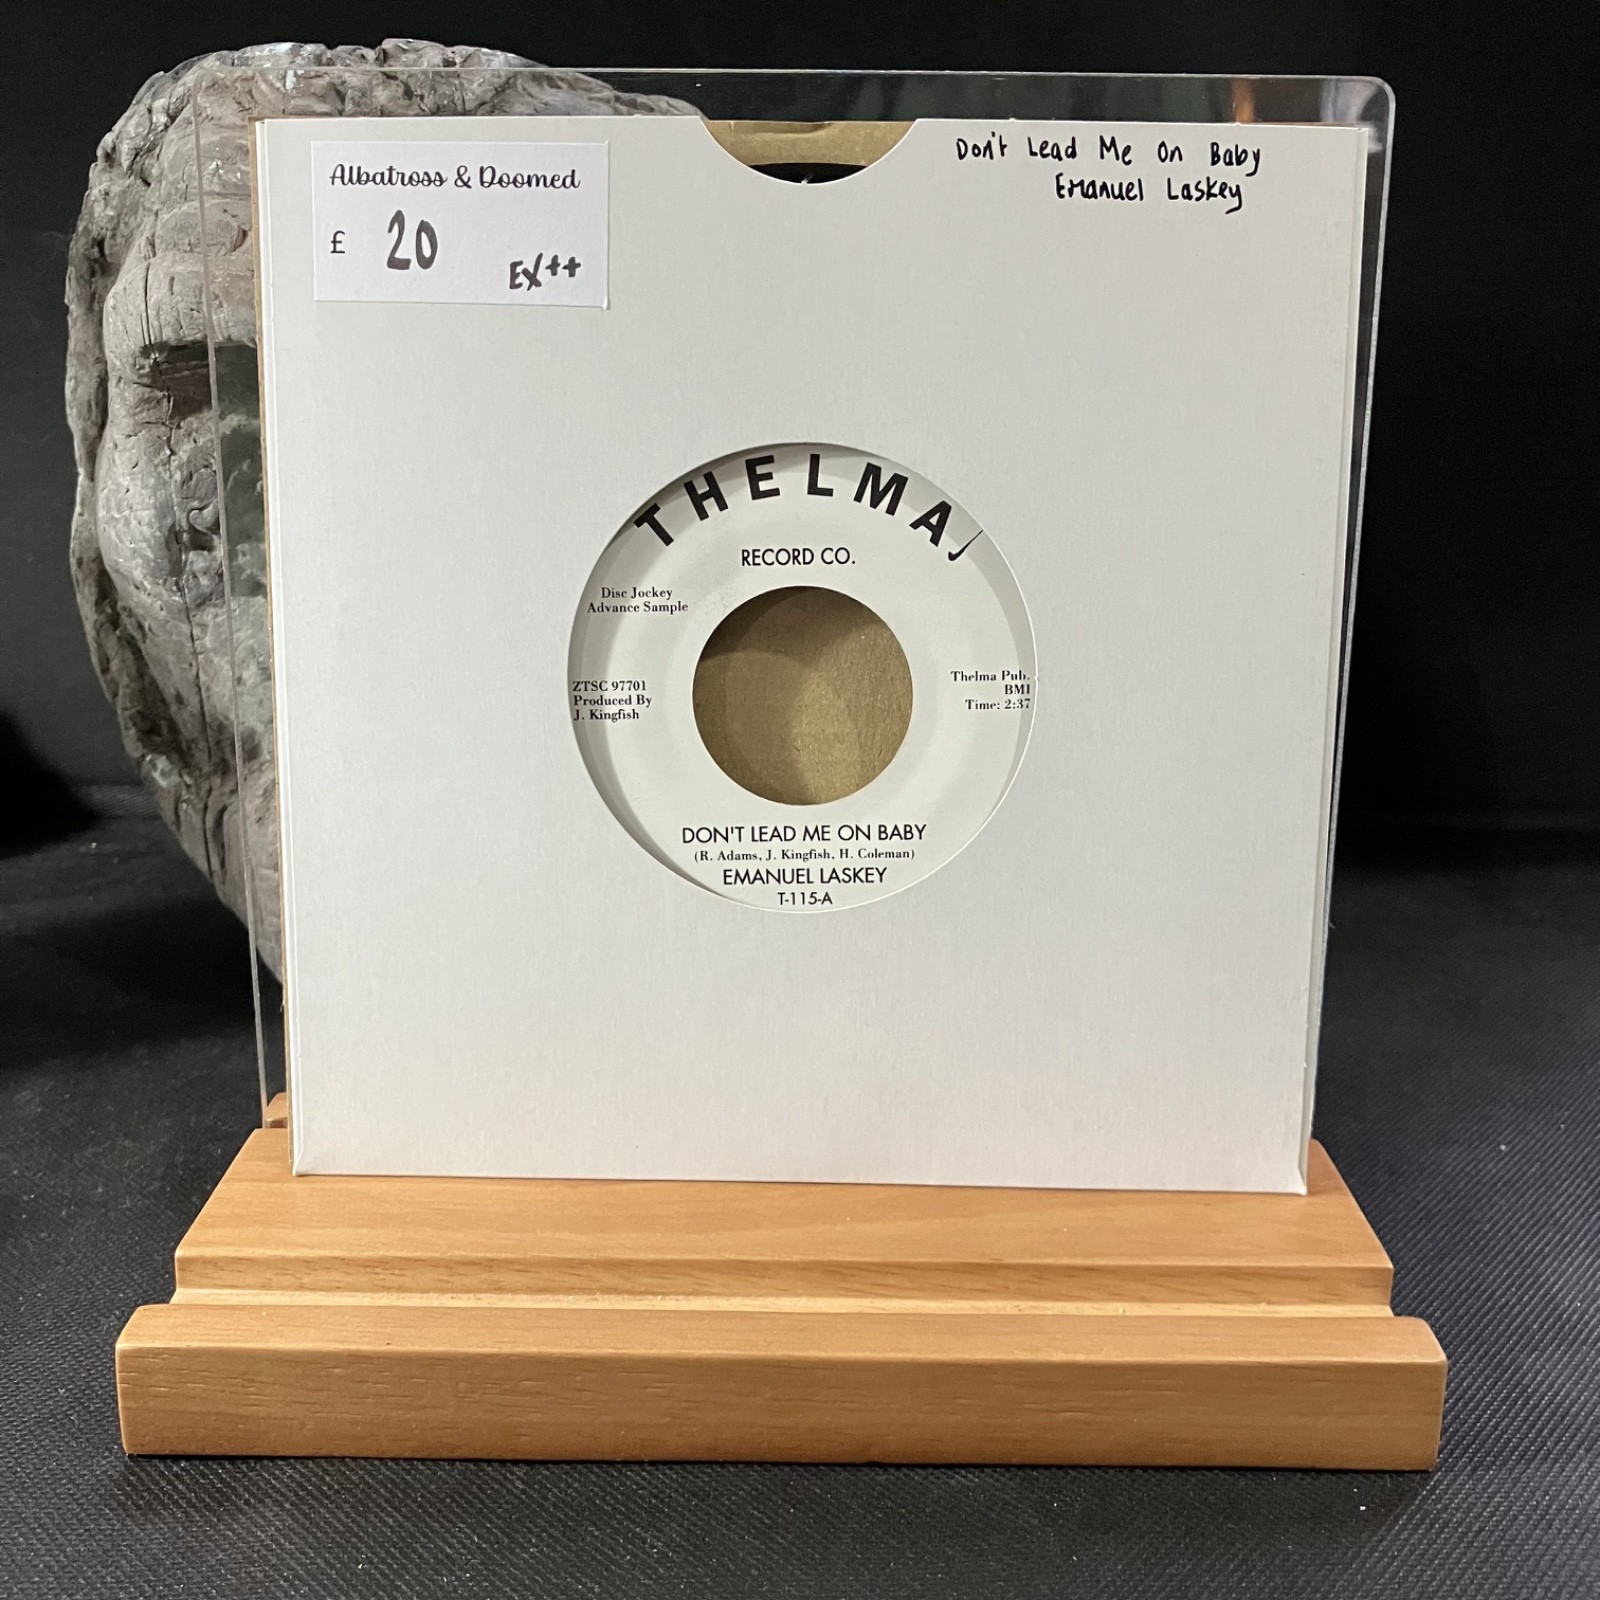 Albatross & Doomed
£ 20
EX++
Don't Lead Me On Baby
Emanuel Laskey
THELMA
RECORD CO.
Disc Jockey
Advance Sample
ZTSC 97701
Produced By
J. Kingfish
Thelma Pub.
BMI
Time: 2:37
DON'T LEAD ME ON BABY
(R. Adams, J. Kingfish, H. Coleman)
EMANUEL LASKEY
T-115-A